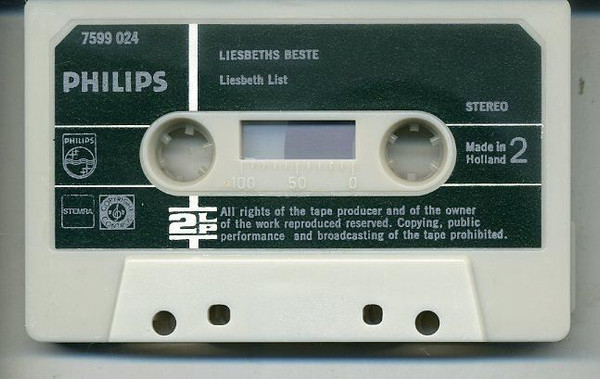 7599 024
LIESBETHS BESTE
PHILIPS
Liesbeth List
STEREO
PHILIPS
Made in
Holland 2
100 50 0
STEMRA
COPYRIGHT
2LP
All rights of the tape producer and of the owner
of the work reproduced reserved. Copying, public
performance and broadcasting of the tape prohibited.